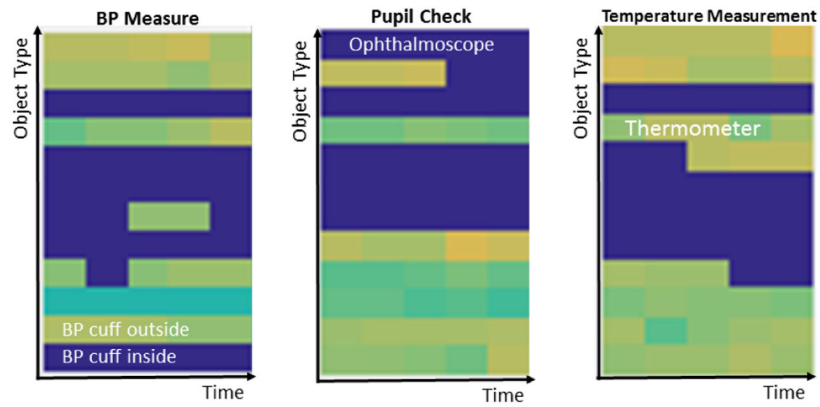 BP Measure
Object Type
BP cuff outside
BP cuff inside
Time
Pupil Check
Object Type
Ophthalmoscope
Time
Temperature Measurement
Object Type
Thermometer
Time